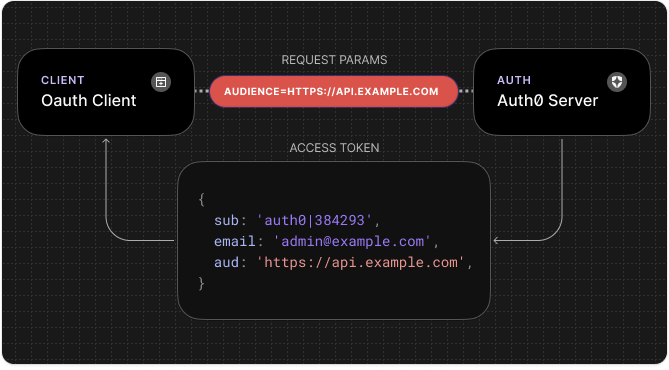 REQUEST PARAMS
CLIENT
Oauth Client
AUDIENCE=HTTPS://API.EXAMPLE.COM
AUTH
Auth0 Server
ACCESS TOKEN
{
sub: 'auth0|384293',
email: 'admin@example.com',
aud: 'https://api.example.com',
}